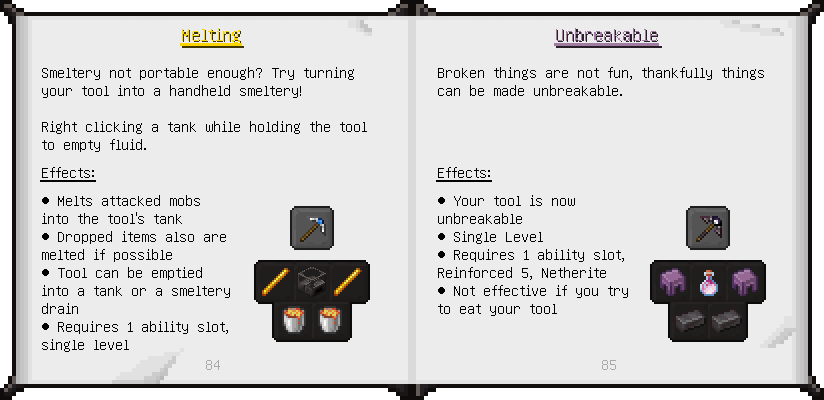 Melting
Smeltery not portable enough? Try turning
your tool into a handheld smeltery!
Right clicking a tank while holding the tool
to empty fluid.
Effects:
• Melts attacked mobs
into the tool's tank
• Dropped items also are
melted if possible
• Tool can be emptied
into a tank or a smeltery
drain
• Requires 1 ability slot,
single level
84
Unbreakable
Broken things are not fun, thankfully things
can be made unbreakable.
Effects:
• Your tool is now
unbreakable
• Single Level
• Requires 1 ability slot,
Reinforced 5, Netherite
• Not effective if you try
to eat your tool
85